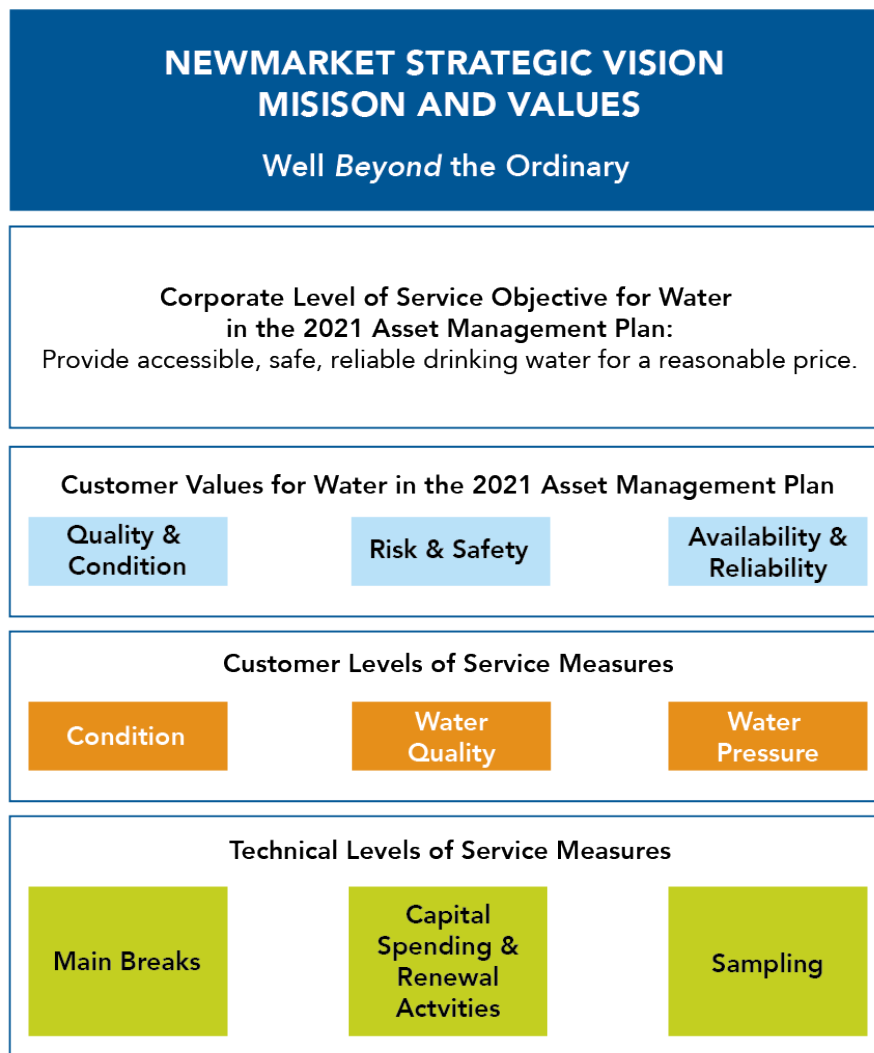 NEWMARKET STRATEGIC VISION
MISISON AND VALUES
Well Beyond the Ordinary
Corporate Level of Service Objective for Water
in the 2021 Asset Management Plan:
Provide accessible, safe, reliable drinking water for a reasonable price.
Customer Values for Water in the 2021 Asset Management Plan
Quality &
Condition
Risk & Safety
Availability &
Reliability
Customer Levels of Service Measures
Condition
Water
Quality
Water
Pressure
Technical Levels of Service Measures
Main Breaks
Capital
Spending &
Renewal
Actvities
Sampling